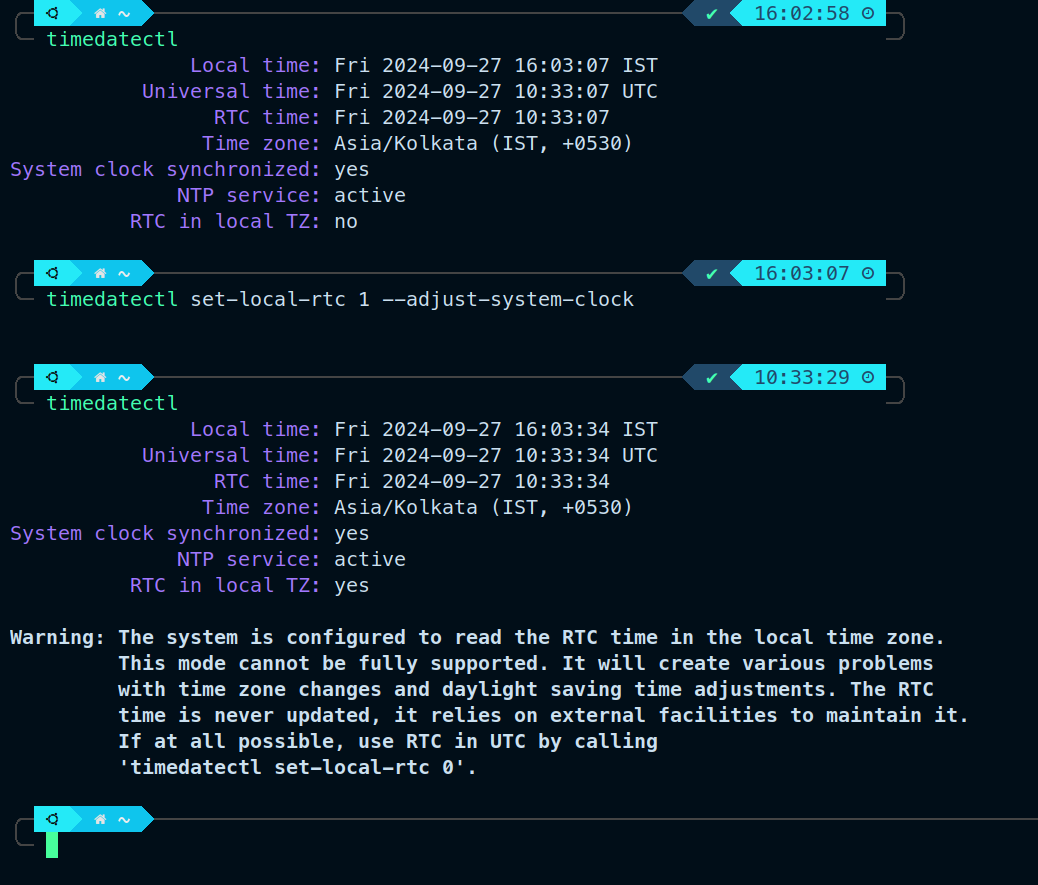 ~ ✔ 16:02:58
timedatectl
Local time: Fri 2024-09-27 16:03:07 IST
Universal time: Fri 2024-09-27 10:33:07 UTC
RTC time: Fri 2024-09-27 10:33:07
Time zone: Asia/Kolkata (IST, +0530)
System clock synchronized: yes
NTP service: active
RTC in local TZ: no
~ ✔ 16:03:07
timedatectl set-local-rtc 1 --adjust-system-clock
~ ✔ 10:33:29
timedatectl
Local time: Fri 2024-09-27 16:03:34 IST
Universal time: Fri 2024-09-27 10:33:34 UTC
RTC time: Fri 2024-09-27 10:33:34
Time zone: Asia/Kolkata (IST, +0530)
System clock synchronized: yes
NTP service: active
RTC in local TZ: yes
Warning: The system is configured to read the RTC time in the local time zone.
This mode cannot be fully supported. It will create various problems
with time zone changes and daylight saving time adjustments. The RTC
time is never updated, it relies on external facilities to maintain it.
If at all possible, use RTC in UTC by calling
'timedatectl set-local-rtc 0'.
~